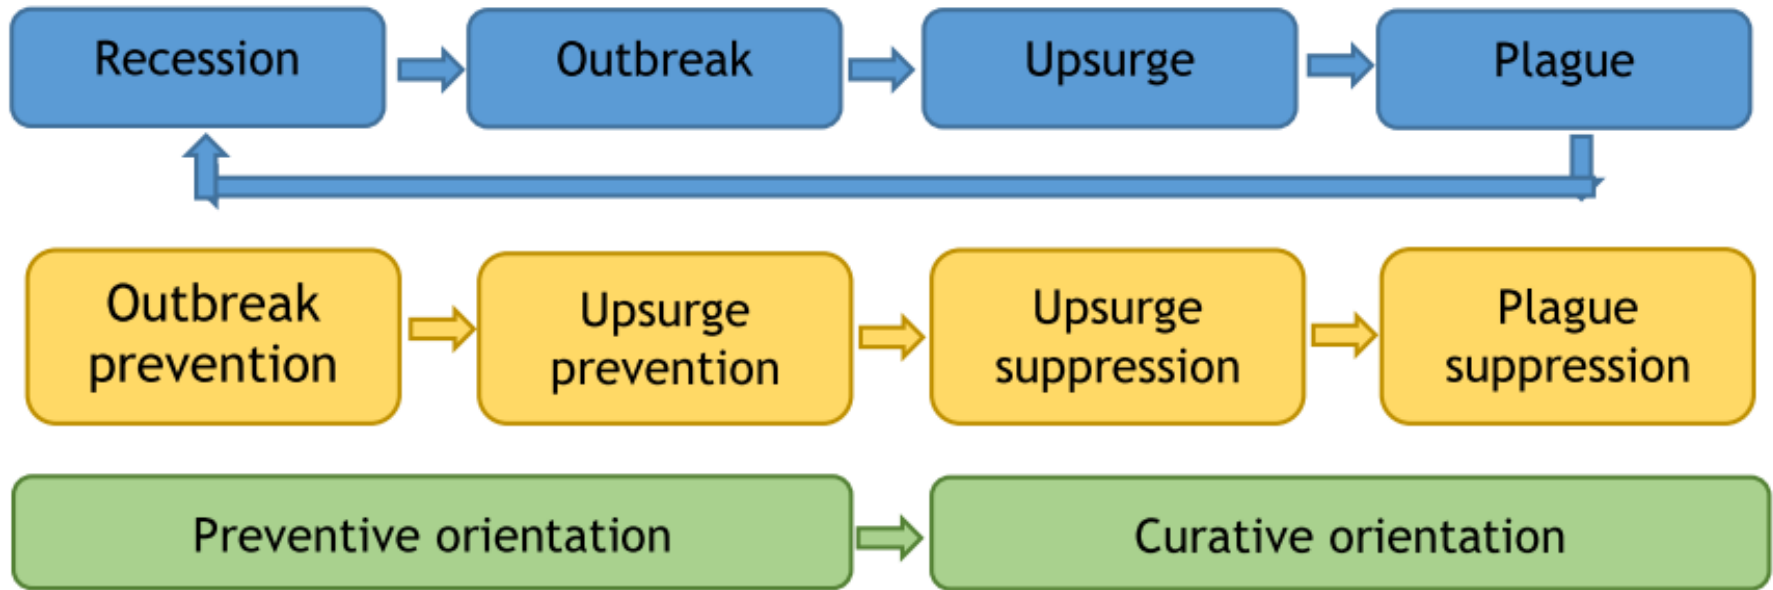 Recession
Outbreak
Upsurge
Plague
Outbreak
prevention
Upsurge
prevention
Upsurge
suppression
Plague
suppression
Preventive orientation
Curative orientation